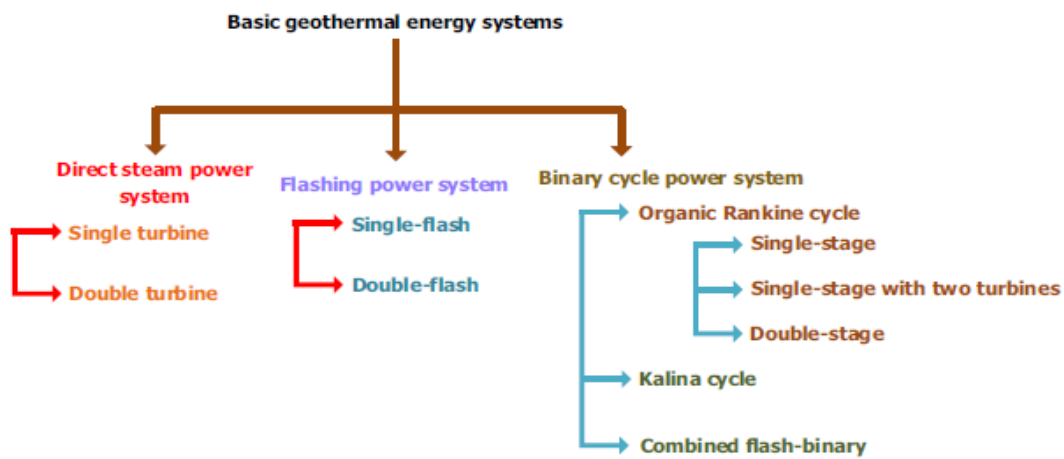 Basic geothermal energy systems
Direct steam power
system
Single turbine
Double turbine
Flashing power system
Single-flash
Double-flash
Binary cycle power system
Organic Rankine cycle
Single-stage
Single-stage with two turbines
Double-stage
Kalina cycle
Combined flash-binary